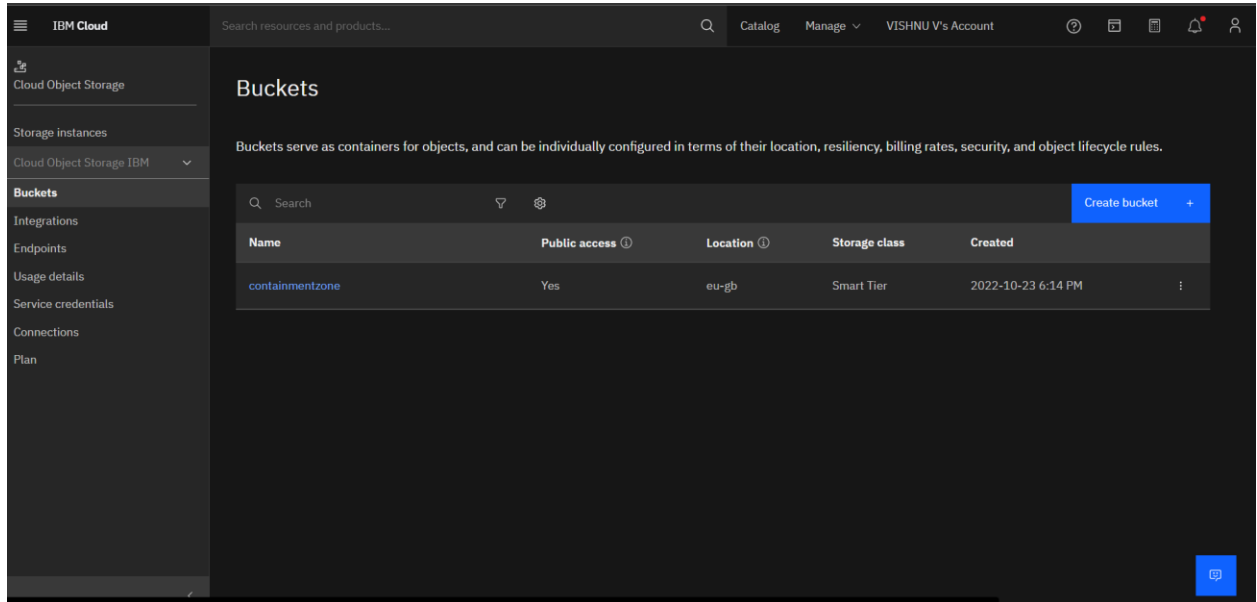 IBM Cloud
Search resources and products...
Catalog
Manage
VISHNU V's Account
Cloud Object Storage
Storage instances
Cloud Object Storage IBM
Buckets
Integrations
Endpoints
Usage details
Service credentials
Connections
Plan
Buckets
Buckets serve as containers for objects, and can be individually configured in terms of their location, resiliency, billing rates, security, and object lifecycle rules.
Search
Create bucket +
Name Public access Location Storage class Created
containmentzone Yes eu-gb Smart Tier 2022-10-23 6:14 PM